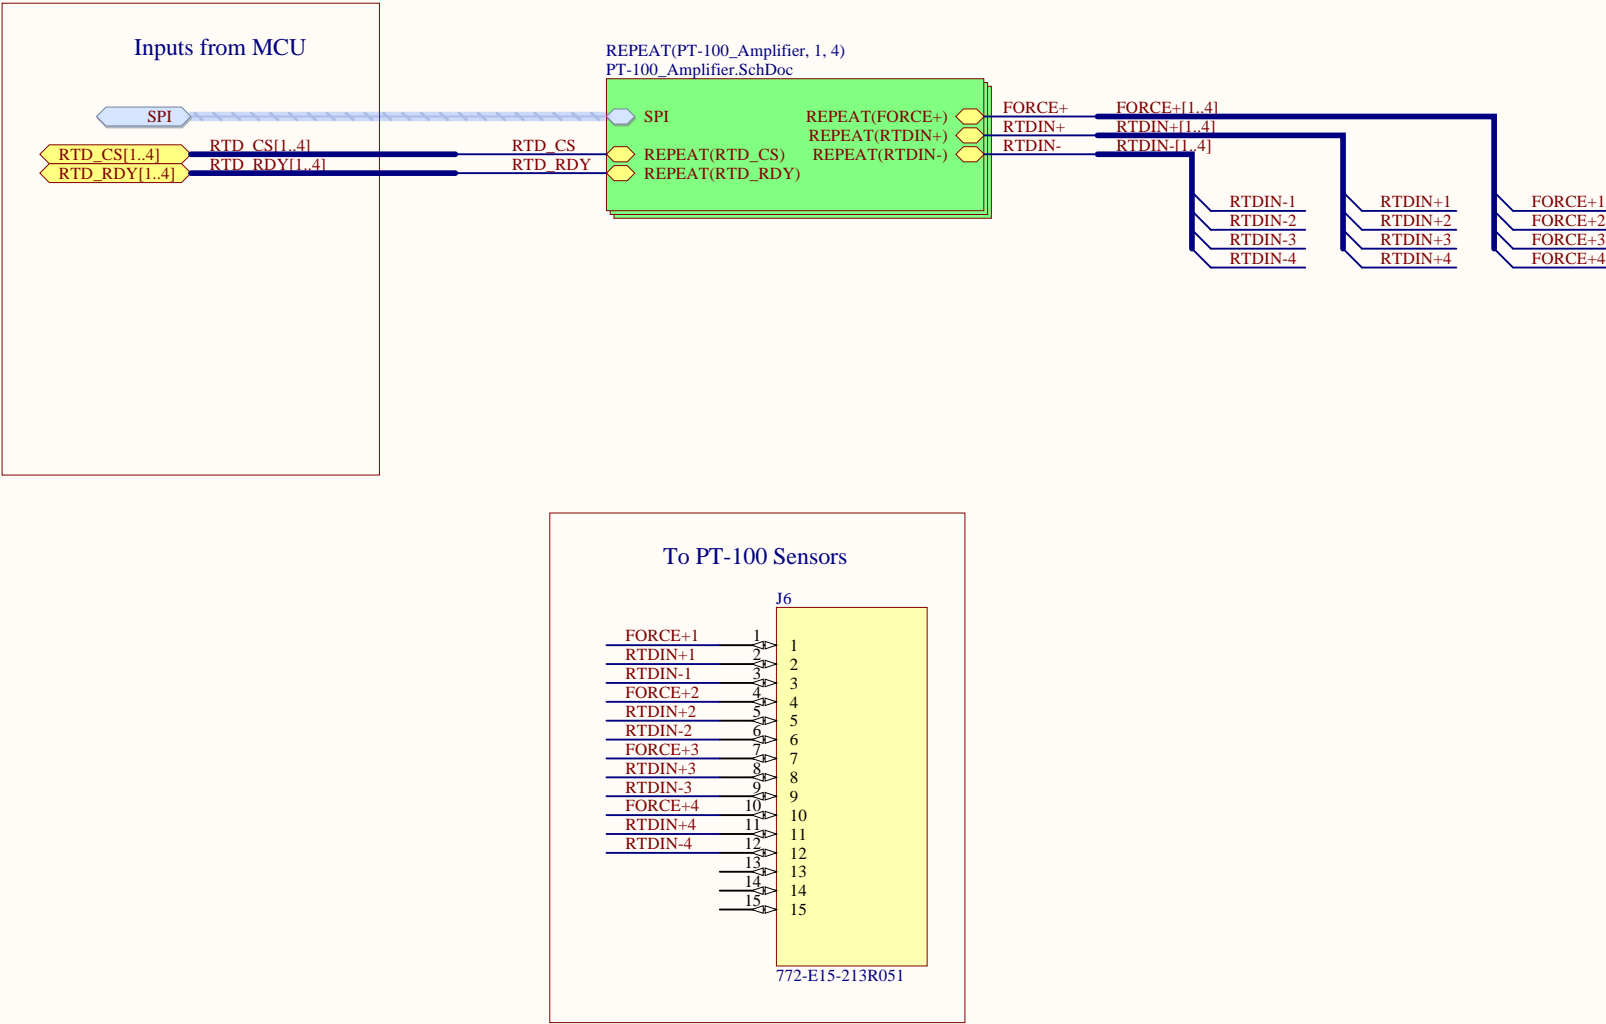 Inputs from MCU
SPI
RTD_CS[1..4]
RTD_RDY[1..4]
RTD_CS[1..4]
RTD_RDY[1..4]
RTD_CS
RTD_RDY
REPEAT(PT-100_Amplifier, 1, 4)
PT-100_Amplifier.SchDoc
SPI
REPEAT(RTD_CS)
REPEAT(RTD_RDY)
REPEAT(FORCE+)
REPEAT(RTDIN+)
REPEAT(RTDIN-)
FORCE+
RTDIN+
RTDIN-
FORCE+[1..4]
RTDIN+[1..4]
RTDIN-[1..4]
RTDIN-1
RTDIN-2
RTDIN-3
RTDIN-4
RTDIN+1
RTDIN+2
RTDIN+3
RTDIN+4
FORCE+1
FORCE+2
FORCE+3
FORCE+4
To PT-100 Sensors
J6
FORCE+1 1 1
RTDIN+1 2 2
RTDIN-1 3 3
FORCE+2 4 4
RTDIN+2 5 5
RTDIN-2 6 6
FORCE+3 7 7
RTDIN+3 8 8
RTDIN-3 9 9
FORCE+4 10 10
RTDIN+4 11 11
RTDIN-4 12 12
13 13
14 14
15 15
772-E15-213R051